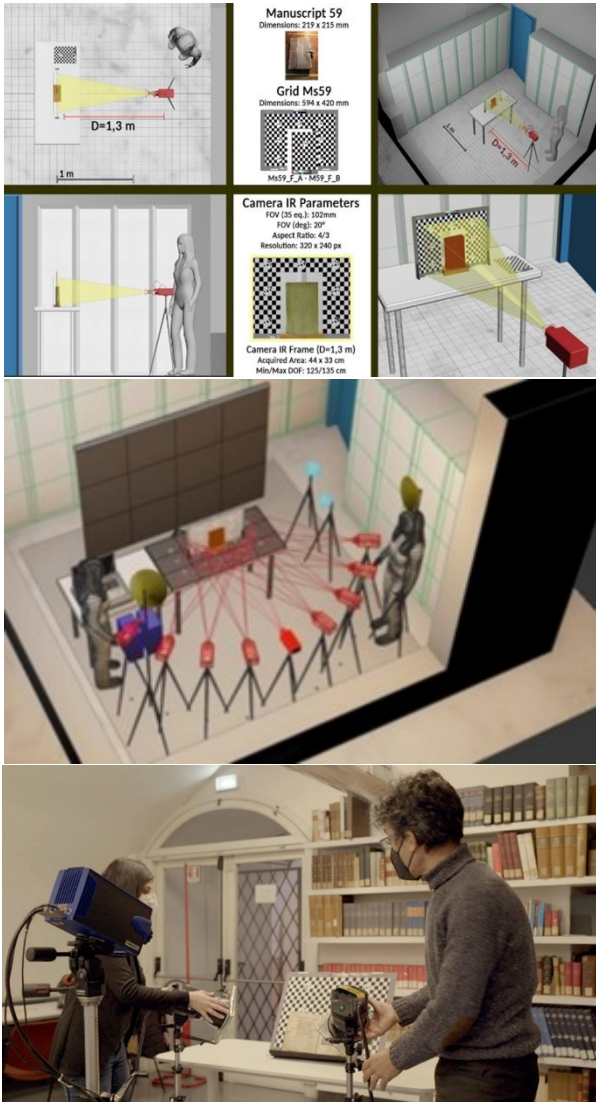 D=1,3 m
1 m
Manuscript 59
Dimensions: 219 x 215 mm
Grid Ms59
Dimensions: 594 x 420 mm
Ms59_F_A - M59_F_B
D=1,3 m
1 m
Camera IR Parameters
FOV (35 eq.): 102mm
FOV (deg): 20°
Aspect Ratio: 4/3
Resolution: 320 x 240 px
Camera IR Frame (D=1,3 m)
Acquired Area: 44 x 33 cm
Min/Max DOF: 125/135 cm